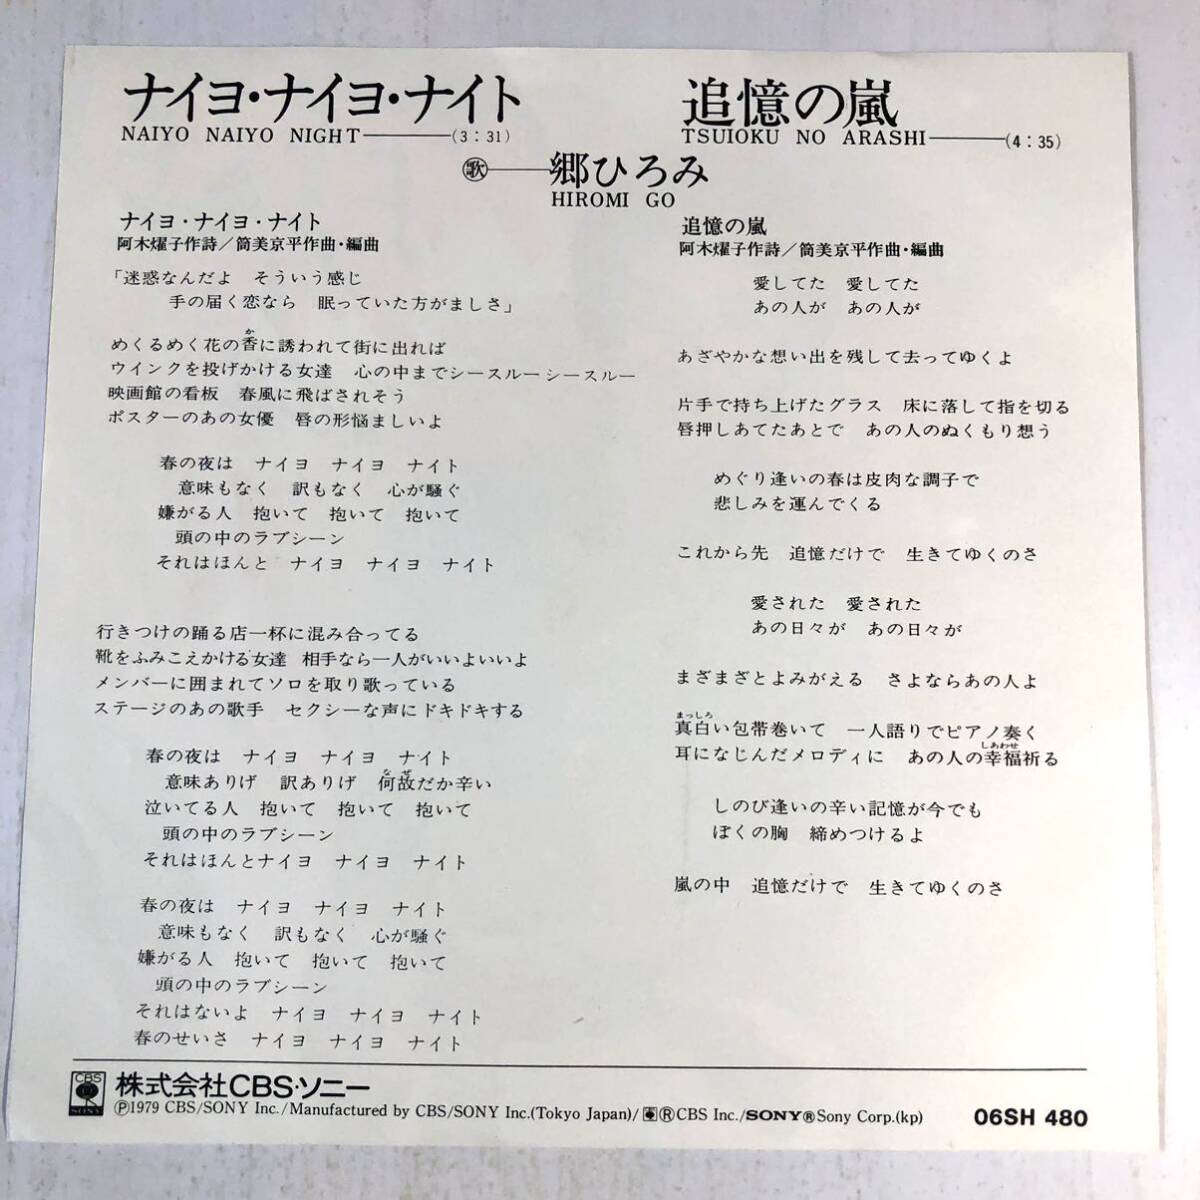 ナイヨ・ナイヨ・ナイト
NAIYO NAIYO NIGHT (3:31)
追憶の嵐
TSUIOKU NO ARASHI (4:35)
歌 郷ひろみ
HIROMI GO
ナイヨ・ナイヨ・ナイト
阿木燿子作詩／筒美京平作曲・編曲
「迷惑なんだよ　そういう感じ
手の届く恋なら　眠っていた方がましさ」
か
めくるめく花の香に誘われて街に出れば
ウインクを投げかける女達　心の中までシースルー シースルー
映画館の看板　春風に飛ばされそう
ポスターのあの女優　唇の形悩ましいよ
春の夜は　ナイヨ　ナイヨ　ナイト
意味もなく　訳もなく　心が騒ぐ
嫌がる人　抱いて　抱いて　抱いて
頭の中のラブシーン
それはほんと　ナイヨ　ナイヨ　ナイト
行きつけの踊る店一杯に混み合ってる
靴をふみこえかける女達　相手なら一人がいいよいいよ
メンバーに囲まれてソロを取り歌っている
ステージのあの歌手　セクシーな声にドキドキする
春の夜は　ナイヨ　ナイヨ　ナイト
なぜ
意味ありげ　訳ありげ　何故だか辛い
泣いてる人　抱いて　抱いて　抱いて
頭の中のラブシーン
それはほんとナイヨ　ナイヨ　ナイト
春の夜は　ナイヨ　ナイヨ　ナイト
意味もなく　訳もなく　心が騒ぐ
嫌がる人　抱いて　抱いて　抱いて
頭の中のラブシーン
それはないよ　ナイヨ　ナイヨ　ナイト
春のせいさ　ナイヨ　ナイヨ　ナイト
追憶の嵐
阿木燿子作詩／筒美京平作曲・編曲
愛してた　愛してた
あの人が　あの人が
あざやかな想い出を残して去ってゆくよ
片手で持ち上げたグラス　床に落して指を切る
唇押しあてたあとで　あの人のぬくもり想う
めぐり逢いの春は皮肉な調子で
悲しみを運んでくる
これから先　追憶だけで　生きてゆくのさ
愛された　愛された
あの日々が　あの日々が
まざまざとよみがえる　さよならあの人よ
まっしろ
真白い包帯巻いて　一人語りでピアノ奏く
しあわせ
耳になじんだメロディに　あの人の幸福祈る
しのび逢いの辛い記憶が今でも
ぼくの胸　締めつけるよ
嵐の中　追憶だけで　生きてゆくのさ
CBS
SONY
株式会社CBS・ソニー
Ⓟ1979 CBS/SONY Inc./Manufactured by CBS/SONY Inc.(Tokyo Japan)/ ®CBS Inc./SONY®Sony Corp.(kp)
06SH 480